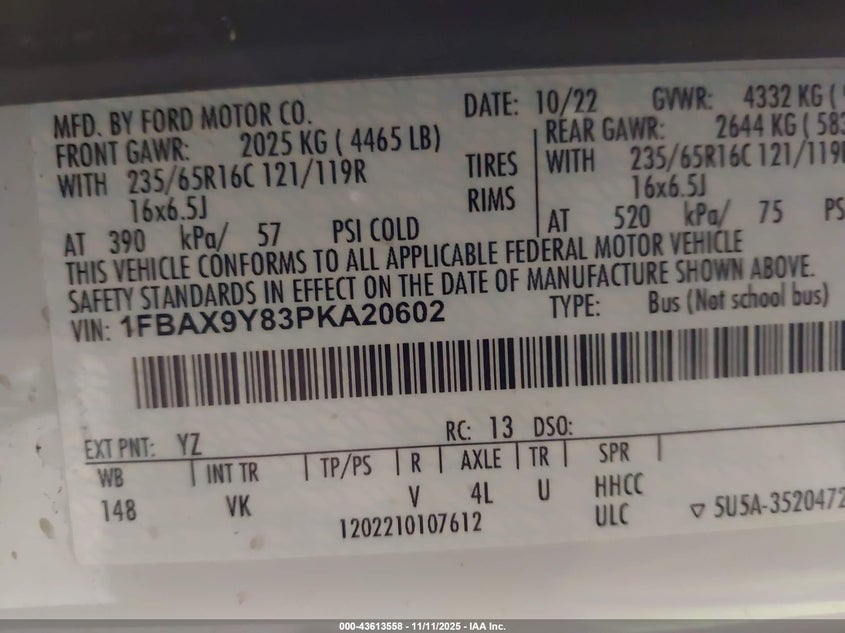 MFD. BY FORD MOTOR CO. DATE: 10/22 GVWR: 4332 KG (
FRONT GAWR: 2025 KG ( 4465 LB) REAR GAWR: 2644 KG ( 583
WITH 235/65R16C 121/119R TIRES WITH 235/65R16C 121/119
16x6.5J RIMS 16x6.5J
AT 390 kPa/ 57 PSI COLD AT 520 kPa/ 75 PS
THIS VEHICLE CONFORMS TO ALL APPLICABLE FEDERAL MOTOR VEHICLE
SAFETY STANDARDS IN EFFECT ON THE DATE OF MANUFACTURE SHOWN ABOVE.
VIN: 1FBAX9Y83PKA20602 TYPE: Bus (Not school bus)
EXT PNT: YZ RC: 13 DSO:
WB INT TR TP/PS R AXLE TR SPR
148 VK V 4L U HHCC
1202210107612 ULC ▽ 5U5A-3520472
000-43613558 - 11/11/2025 - IAA Inc.